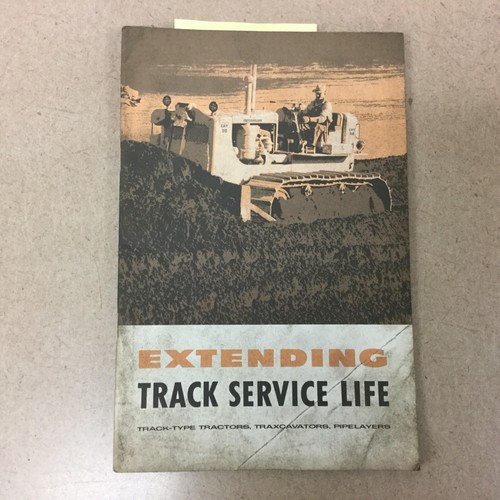 EXTENDING
TRACK SERVICE LIFE
TRACK-TYPE TRACTORS, TRAXCAVATORS, PIPELAYERS